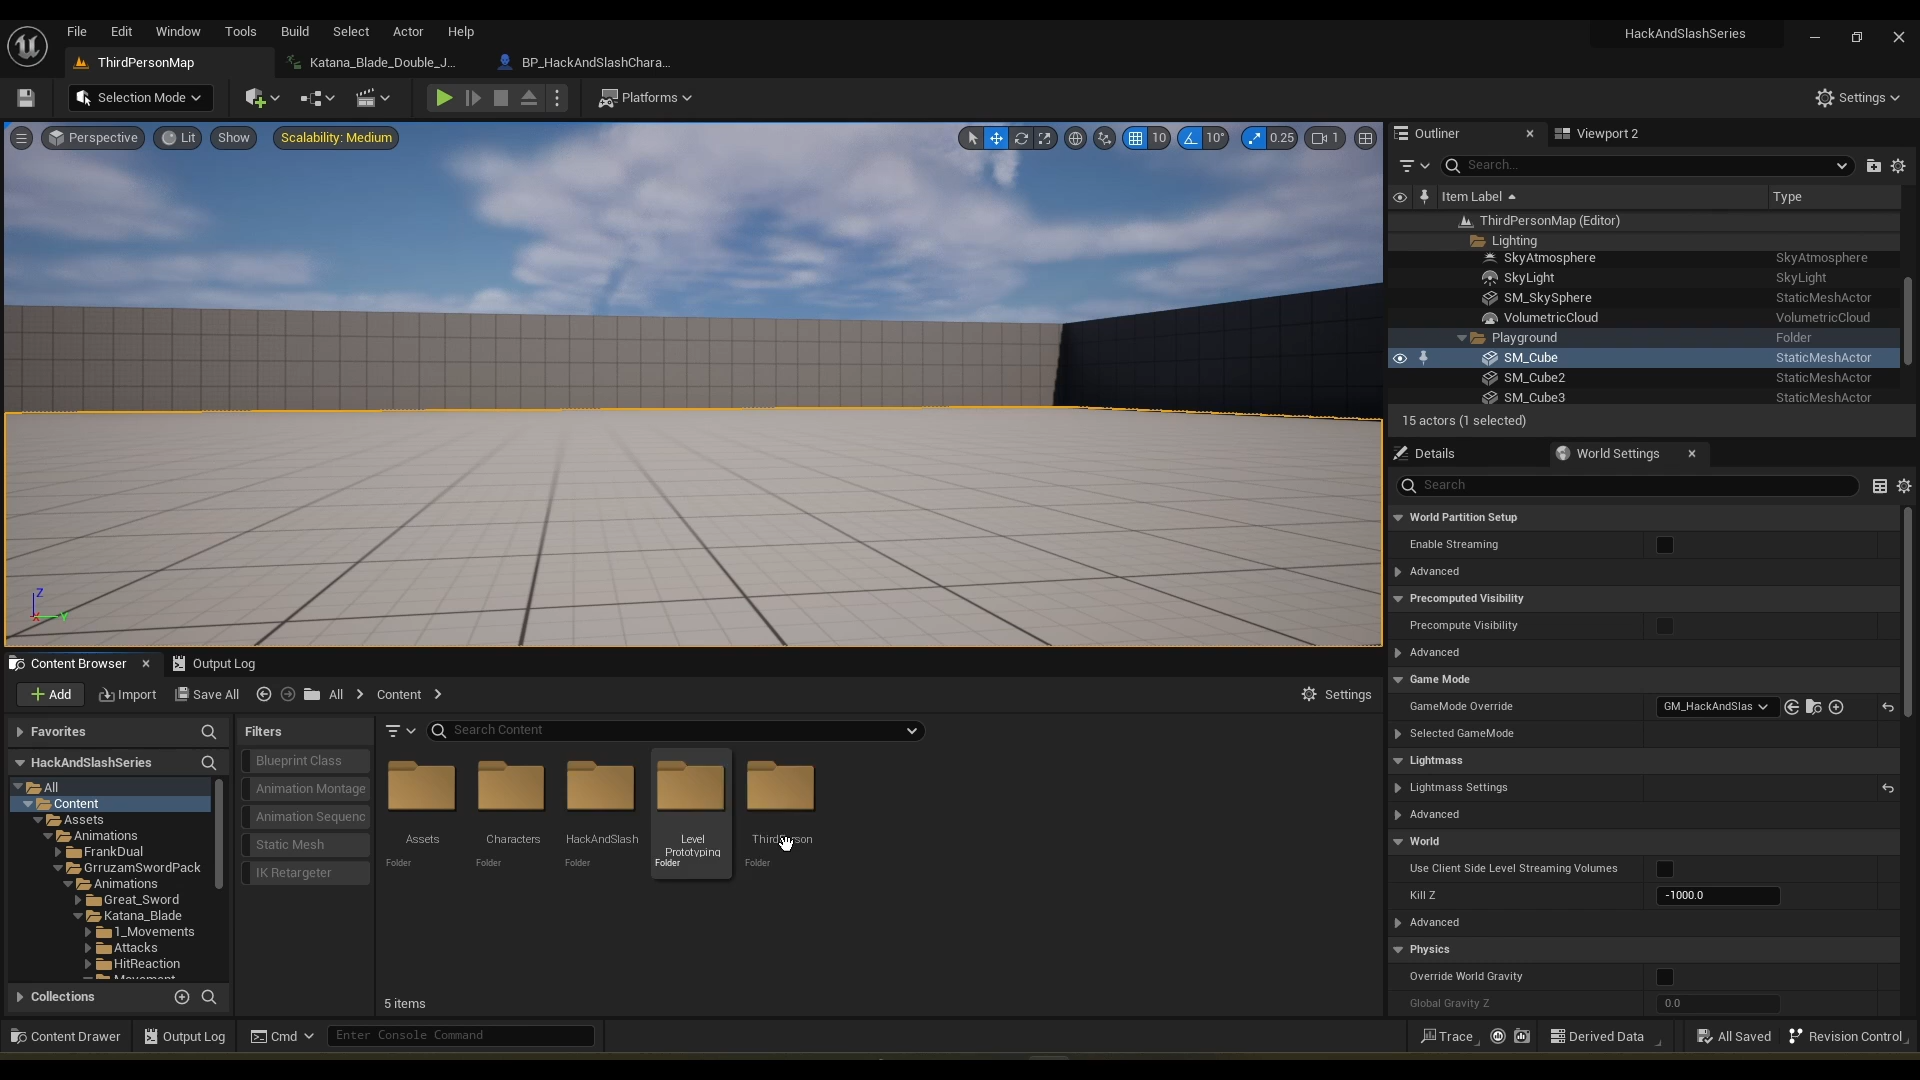 File Edit Window Tools Build Select Actor Help
HackAndSlashSeries
ThirdPersonMap
Katana_Blade_Double_J...
BP_HackAndSlashChara...
Selection Mode
Platforms
Settings
Perspective
Lit
Show
Scalability: Medium
10
10°
0.25
1
Z
X
Y
Outliner
Viewport 2
Search...
Item Label
Type
ThirdPersonMap (Editor)
Lighting
SkyAtmosphere SkyAtmosphere
SkyLight SkyLight
SM_SkySphere StaticMeshActor
VolumetricCloud VolumetricCloud
Playground Folder
SM_Cube StaticMeshActor
SM_Cube2 StaticMeshActor
SM_Cube3 StaticMeshActor
15 actors (1 selected)
Details
World Settings
Search
World Partition Setup
Enable Streaming
Advanced
Precomputed Visibility
Precompute Visibility
Advanced
Game Mode
GameMode Override GM_HackAndSlas
Selected GameMode
Lightmass
Lightmass Settings
Advanced
World
Use Client Side Level Streaming Volumes
Kill Z -1000.0
Advanced
Physics
Override World Gravity
Global Gravity Z 0.0
Content Browser
Output Log
Add
Import
Save All
All
Content
Settings
Favorites
HackAndSlashSeries
All
Content
Assets
Animations
FrankDual
GrruzamSwordPack
Animations
Great_Sword
Katana_Blade
1_Movements
Attacks
HitReaction
Movement
Collections
Filters
Blueprint Class
Animation Montage
Animation Sequenc
Static Mesh
IK Retargeter
Search Content
Assets
Folder
Characters
Folder
HackAndSlash
Folder
Level
Prototyping
Folder
ThirdPerson
Folder
5 items
Content Drawer
Output Log
Cmd
Enter Console Command
Trace
Derived Data
All Saved
Revision Control